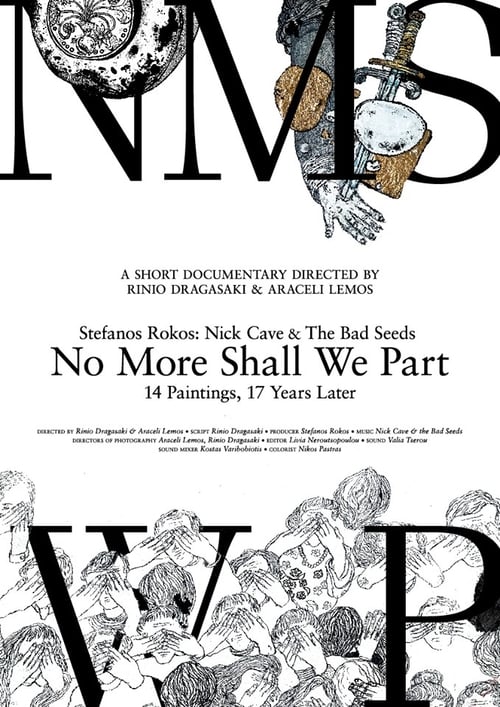 NMS
A SHORT DOCUMENTARY DIRECTED BY
RINIO DRAGASAKI & ARACELI LEMOS
Stefanos Rokos: Nick Cave & The Bad Seeds
No More Shall We Part
14 Paintings, 17 Years Later
DIRECTED BY Rinio Dragasaki & Araceli Lemos • SCRIPT Rinio Dragasaki • PRODUCER Stefanos Rokos • MUSIC Nick Cave & the Bad Seeds
DIRECTORS OF PHOTOGRAPHY Araceli Lemos, Rinio Dragasaki • EDITOR Livia Neroutsopoulou • SOUND Valia Tserou
SOUND MIXER Kostas Varibobiotis • COLORIST Nikos Pastras
WP